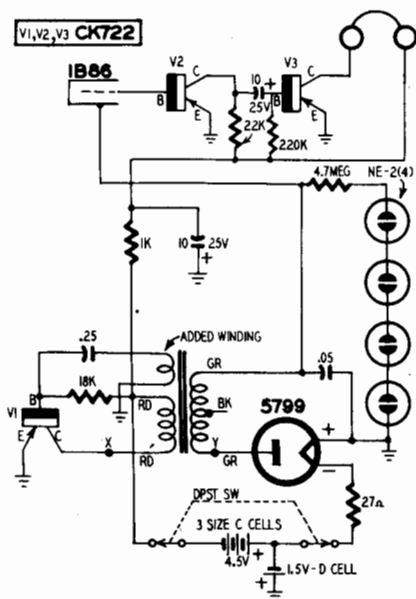 V1,V2,V3 CK722
1B86
V2
C
B
E
10
25V
V3
C
B
E
22K
220K
4.7MEG
NE-2(4)
1K
10
25V
+
.25
ADDED WINDING
GR
.05
B
18K
RD
BK
5799
V1
E
C
X
RD
Y
GR
+
−
27Ω
DPST SW
3 SIZE C CELLS
4.5V
+
1.5V-D CELL
+